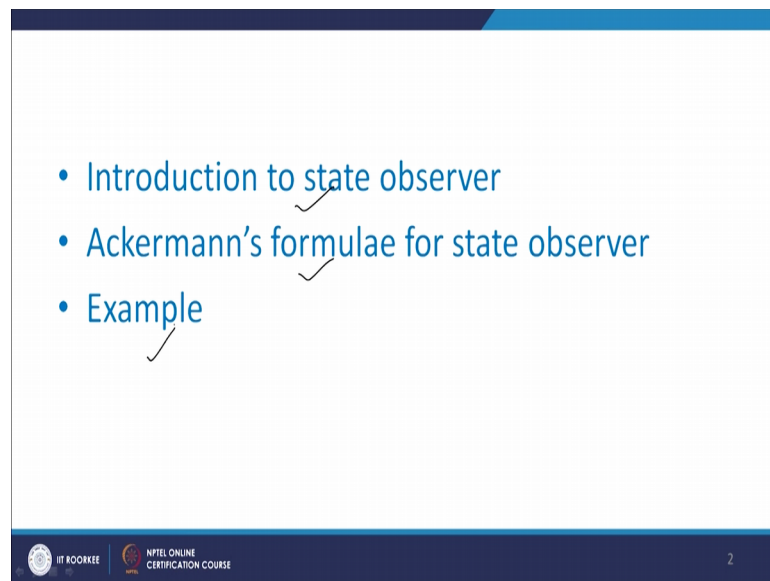 • Introduction to state observer
• Ackermann's formulae for state observer
• Example
IIT ROORKEE
NPTEL ONLINE
CERTIFICATION COURSE
2